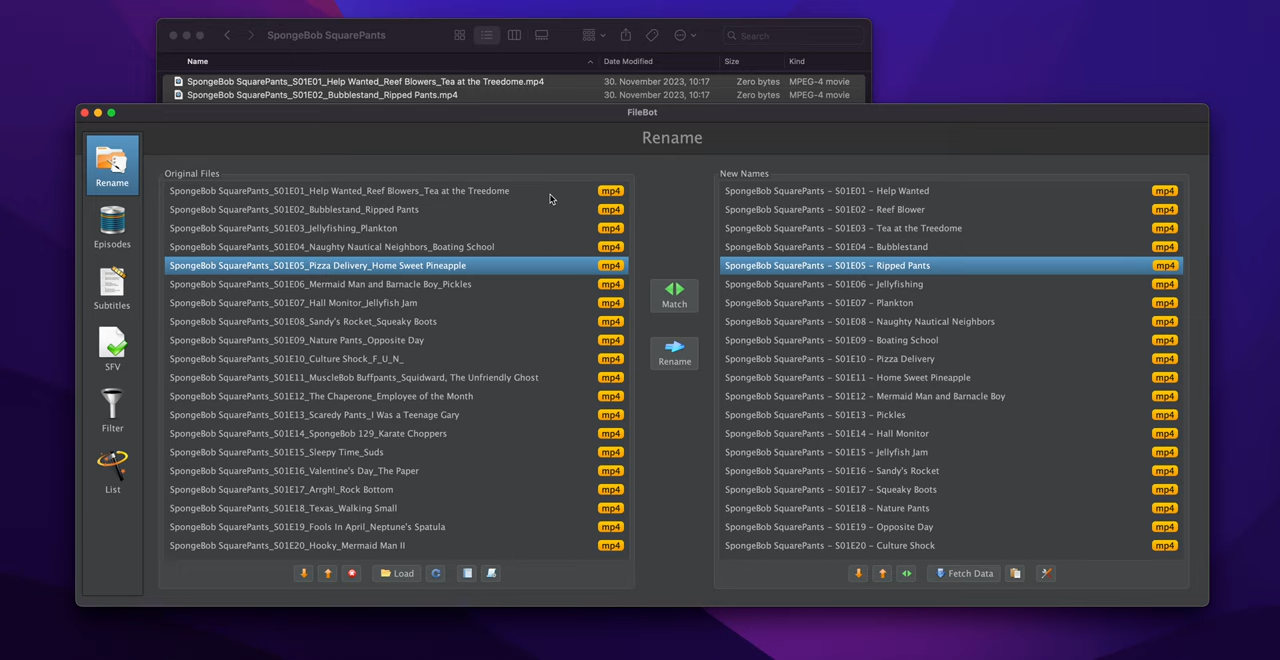 SpongeBob SquarePants
Search
Name
Date Modified
Size
Kind
SpongeBob SquarePants_S01E01_Help Wanted_Reef Blowers_Tea at the Treedome.mp4
30. November 2023, 10:17
Zero bytes
MPEG-4 movie
SpongeBob SquarePants_S01E02_Bubblestand_Ripped Pants.mp4
30. November 2023, 10:17
Zero bytes
MPEG-4 movie
FileBot
Rename
Rename
Episodes
Subtitles
SFV
Filter
List
Original Files
SpongeBob SquarePants_S01E01_Help Wanted_Reef Blowers_Tea at the Treedome mp4
SpongeBob SquarePants_S01E02_Bubblestand_Ripped Pants mp4
SpongeBob SquarePants_S01E03_Jellyfishing_Plankton mp4
SpongeBob SquarePants_S01E04_Naughty Nautical Neighbors_Boating School mp4
SpongeBob SquarePants_S01E05_Pizza Delivery_Home Sweet Pineapple mp4
SpongeBob SquarePants_S01E06_Mermaid Man and Barnacle Boy_Pickles mp4
SpongeBob SquarePants_S01E07_Hall Monitor_Jellyfish Jam mp4
SpongeBob SquarePants_S01E08_Sandy's Rocket_Squeaky Boots mp4
SpongeBob SquarePants_S01E09_Nature Pants_Opposite Day mp4
SpongeBob SquarePants_S01E10_Culture Shock_F_U_N_ mp4
SpongeBob SquarePants_S01E11_MuscleBob Buffpants_Squidward, The Unfriendly Ghost mp4
SpongeBob SquarePants_S01E12_The Chaperone_Employee of the Month mp4
SpongeBob SquarePants_S01E13_Scaredy Pants_I Was a Teenage Gary mp4
SpongeBob SquarePants_S01E14_SpongeBob 129_Karate Choppers mp4
SpongeBob SquarePants_S01E15_Sleepy Time_Suds mp4
SpongeBob SquarePants_S01E16_Valentine's Day_The Paper mp4
SpongeBob SquarePants_S01E17_Arrgh!_Rock Bottom mp4
SpongeBob SquarePants_S01E18_Texas_Walking Small mp4
SpongeBob SquarePants_S01E19_Fools In April_Neptune's Spatula mp4
SpongeBob SquarePants_S01E20_Hooky_Mermaid Man II mp4
Load
Match
Rename
New Names
SpongeBob SquarePants - S01E01 - Help Wanted mp4
SpongeBob SquarePants - S01E02 - Reef Blower mp4
SpongeBob SquarePants - S01E03 - Tea at the Treedome mp4
SpongeBob SquarePants - S01E04 - Bubblestand mp4
SpongeBob SquarePants - S01E05 - Ripped Pants mp4
SpongeBob SquarePants - S01E06 - Jellyfishing mp4
SpongeBob SquarePants - S01E07 - Plankton mp4
SpongeBob SquarePants - S01E08 - Naughty Nautical Neighbors mp4
SpongeBob SquarePants - S01E09 - Boating School mp4
SpongeBob SquarePants - S01E10 - Pizza Delivery mp4
SpongeBob SquarePants - S01E11 - Home Sweet Pineapple mp4
SpongeBob SquarePants - S01E12 - Mermaid Man and Barnacle Boy mp4
SpongeBob SquarePants - S01E13 - Pickles mp4
SpongeBob SquarePants - S01E14 - Hall Monitor mp4
SpongeBob SquarePants - S01E15 - Jellyfish Jam mp4
SpongeBob SquarePants - S01E16 - Sandy's Rocket mp4
SpongeBob SquarePants - S01E17 - Squeaky Boots mp4
SpongeBob SquarePants - S01E18 - Nature Pants mp4
SpongeBob SquarePants - S01E19 - Opposite Day mp4
SpongeBob SquarePants - S01E20 - Culture Shock mp4
Fetch Data